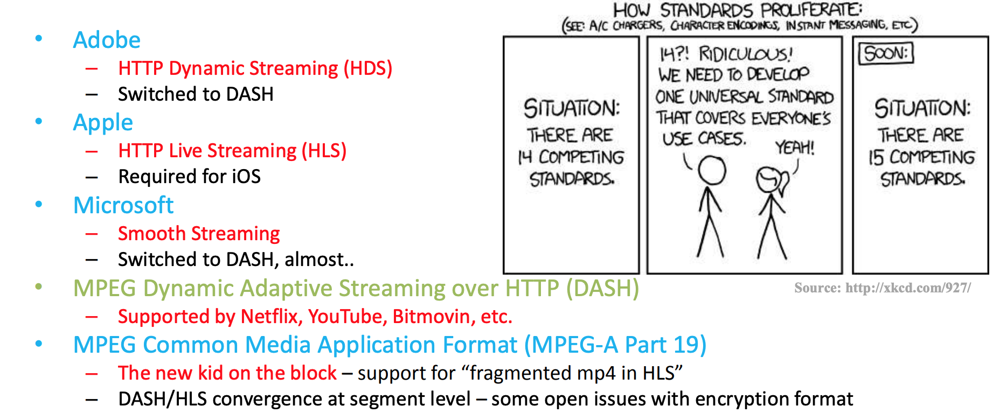 • Adobe
– HTTP Dynamic Streaming (HDS)
– Switched to DASH
• Apple
– HTTP Live Streaming (HLS)
– Required for iOS
• Microsoft
– Smooth Streaming
– Switched to DASH, almost..
• MPEG Dynamic Adaptive Streaming over HTTP (DASH)
– Supported by Netflix, YouTube, Bitmovin, etc.
• MPEG Common Media Application Format (MPEG-A Part 19)
– The new kid on the block – support for “fragmented mp4 in HLS”
– DASH/HLS convergence at segment level – some open issues with encryption format
HOW STANDARDS PROLIFERATE:
(SEE: A/C CHARGERS, CHARACTER ENCODINGS, INSTANT MESSAGING, ETC.)
SITUATION:
THERE ARE
14 COMPETING
STANDARDS.
14?! RIDICULOUS!
WE NEED TO DEVELOP
ONE UNIVERSAL STANDARD
THAT COVERS EVERYONE'S
USE CASES.
YEAH!
SOON:
SITUATION:
THERE ARE
15 COMPETING
STANDARDS.
Source: http://xkcd.com/927/